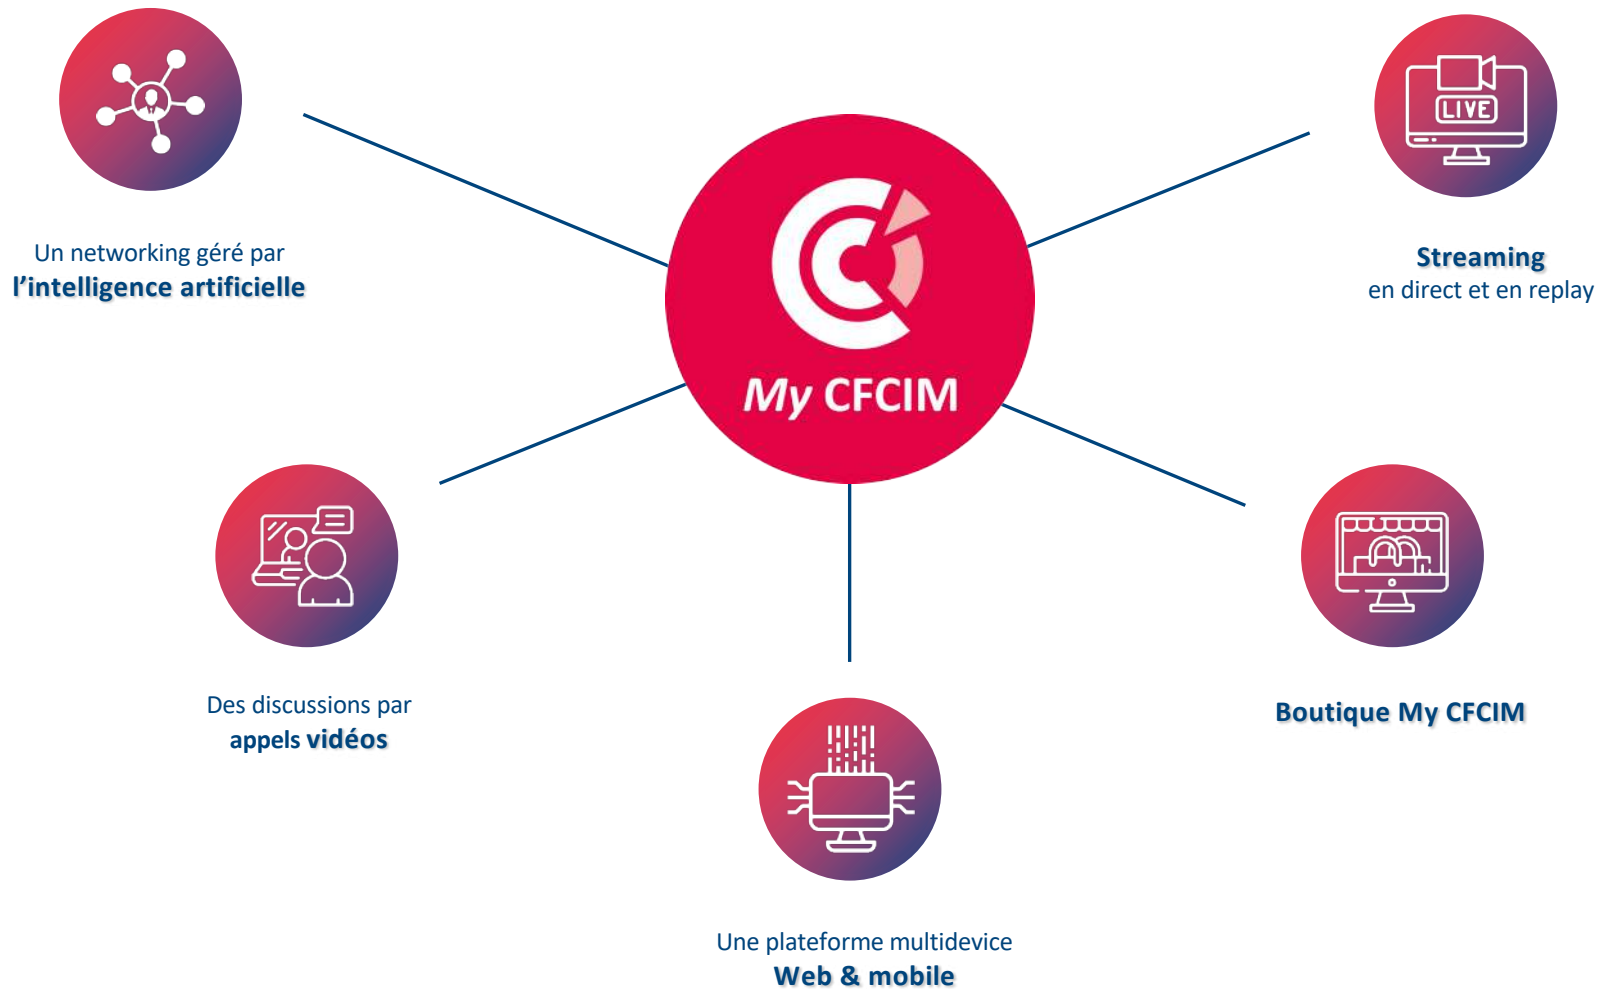 LIVE
Un networking géré par
l’intelligence artificielle
Streaming
en direct et en replay
My CFCIM
Des discussions par
appels vidéos
Boutique My CFCIM
Une plateforme multidevice
Web & mobile